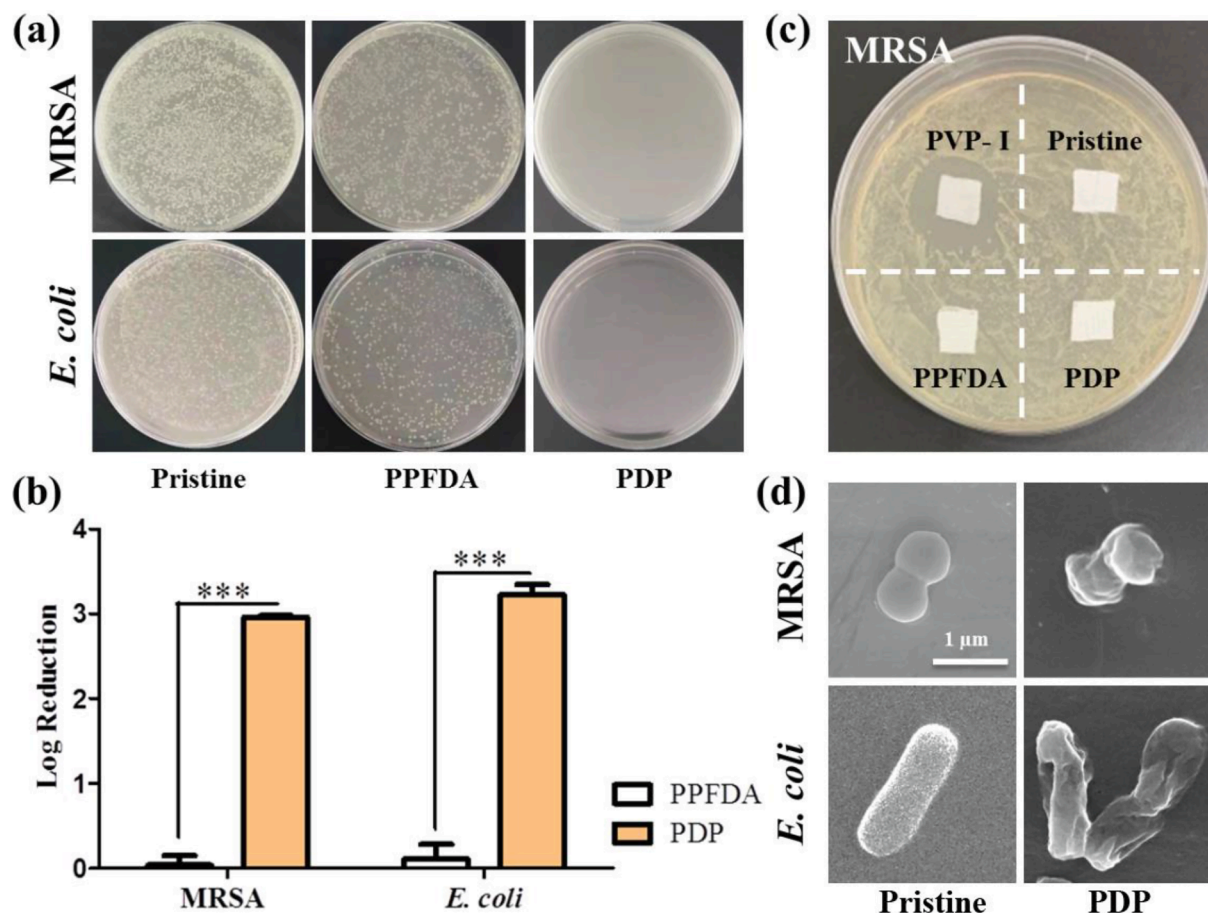 (a)
MRSA
E. coli
Pristine
PPFDA
PDP
(b)
Log Reduction
4
3
2
1
0
***
***
PPFDA
PDP
MRSA
E. coli
(c)
MRSA
PVP- I
Pristine
PPFDA
PDP
(d)
MRSA
1 μm
E. coli
Pristine
PDP